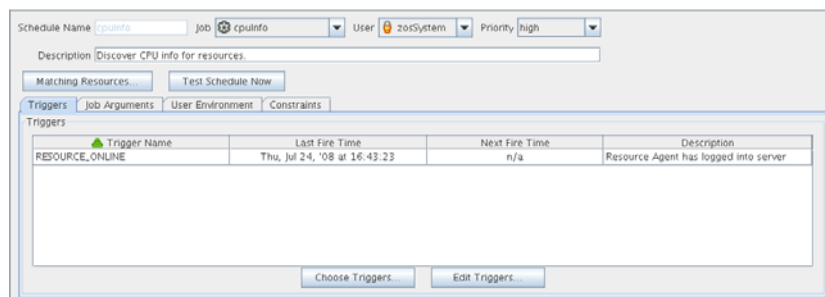 Schedule Name cpuinfo Job cpuinfo User zosSystem Priority high
Description Discover CPU info for resources.
Matching Resources... Test Schedule Now
Triggers Job Arguments User Environment Constraints
Triggers
Trigger Name Last Fire Time Next Fire Time Description
RESOURCE_ONLINE Thu, Jul 24, '08 at 16:43:23 n/a Resource Agent has logged into server
Choose Triggers... Edit Triggers...